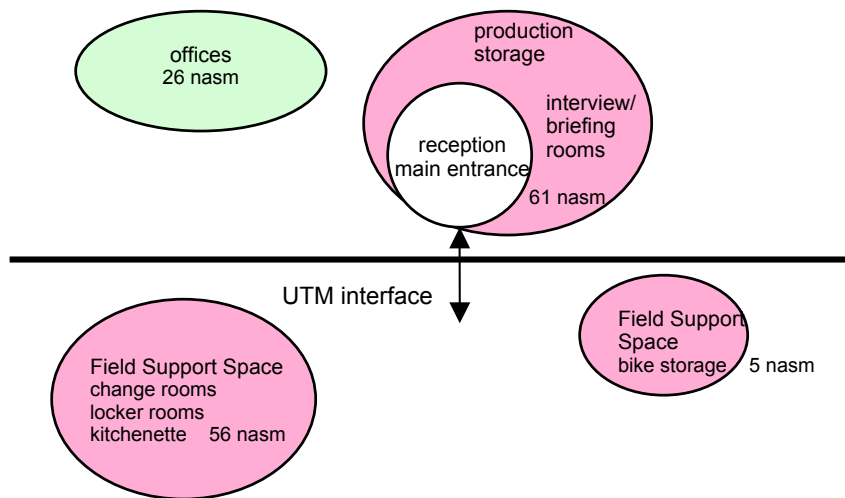 offices
26 nasm
production
storage
interview/
briefing
rooms
reception
main entrance
61 nasm
UTM interface
Field Support Space
change rooms
locker rooms
kitchenette 56 nasm
Field Support
Space
bike storage 5 nasm